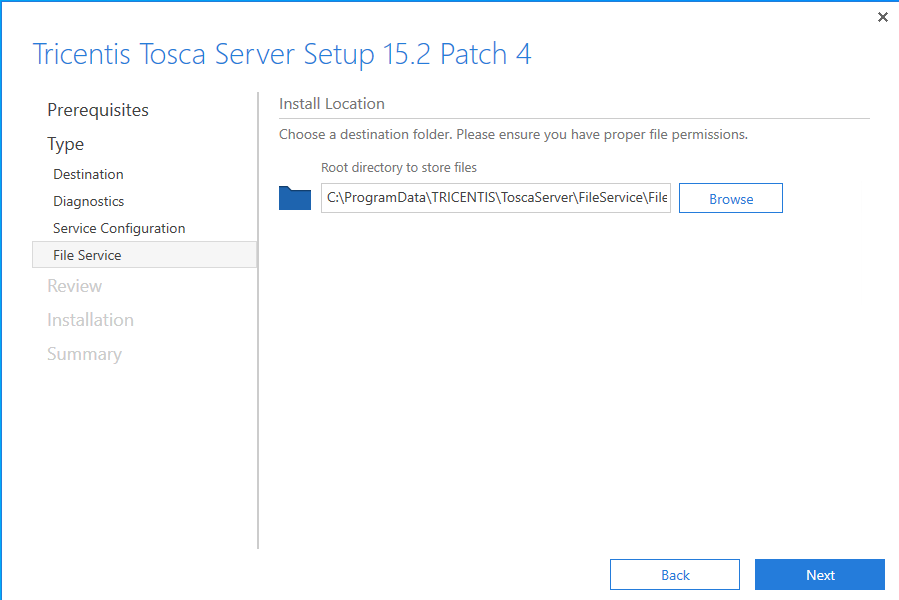 Tricentis Tosca Server Setup 15.2 Patch 4
Prerequisites
Type
Destination
Diagnostics
Service Configuration
File Service
Review
Installation
Summary
Install Location
Choose a destination folder. Please ensure you have proper file permissions.
Root directory to store files
C:\ProgramData\TRICENTIS\ToscaServer\FileService\File
Browse
Back
Next